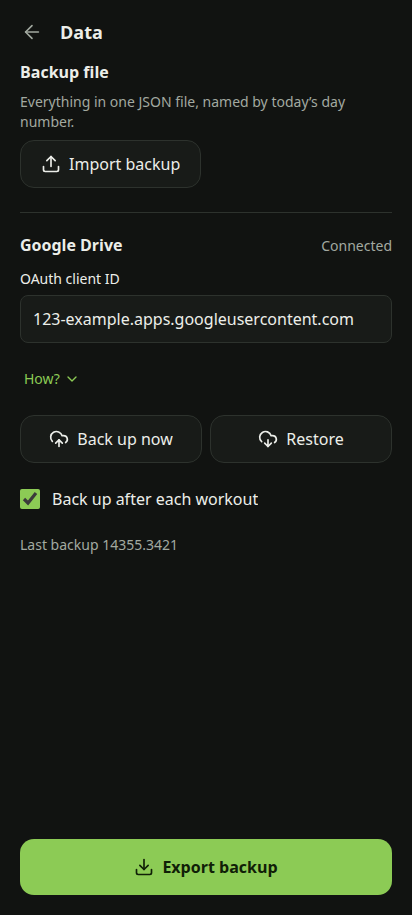 Data
Backup file
Everything in one JSON file, named by today’s day
number.
Import backup
Google Drive
Connected
OAuth client ID
123-example.apps.googleusercontent.com
How?
Back up now
Restore
Back up after each workout
Last backup 14355.3421
Export backup